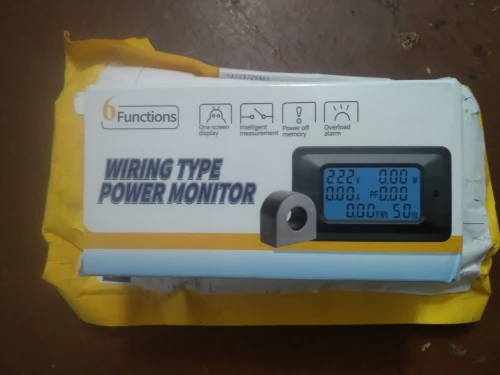 6 Functions
One screen
display
Intelligent
measurement
Power off
memory
Overload
alarm
WIRING TYPE
POWER MONITOR
222 V 0.00 W
0.00 A PF 0.00
0.00 KWh 50 Hz